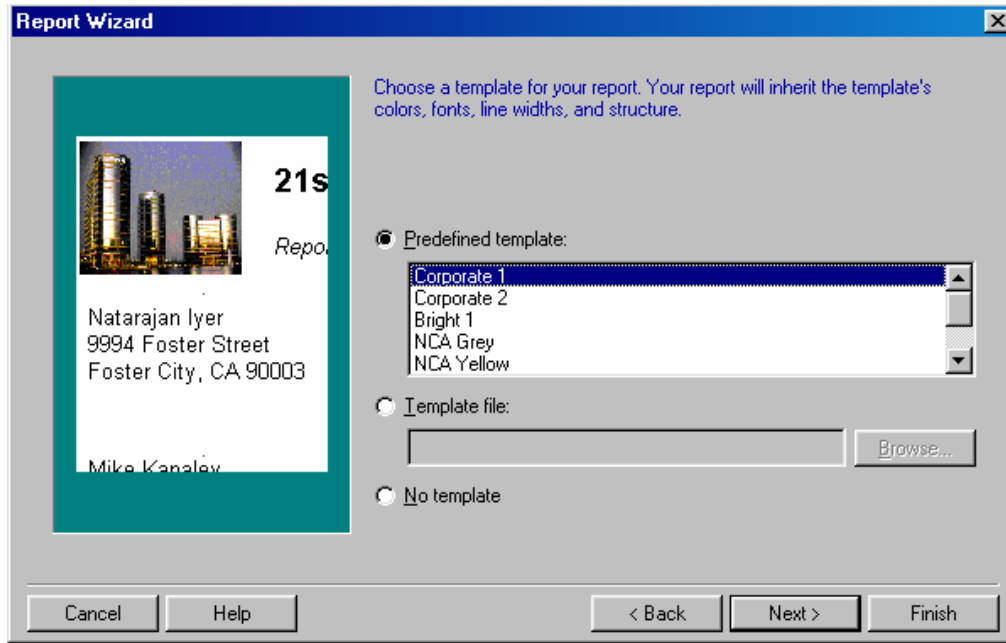 Report Wizard
Choose a template for your report. Your report will inherit the template's
colors, fonts, line widths, and structure.
21s
Repo
Natarajan Iyer
9994 Foster Street
Foster City, CA 90003
Mike Kanaley
Predefined template:
Corporate 1
Corporate 2
Bright 1
NCA Grey
NCA Yellow
Template file:
Browse...
No template
Cancel
Help
< Back
Next >
Finish